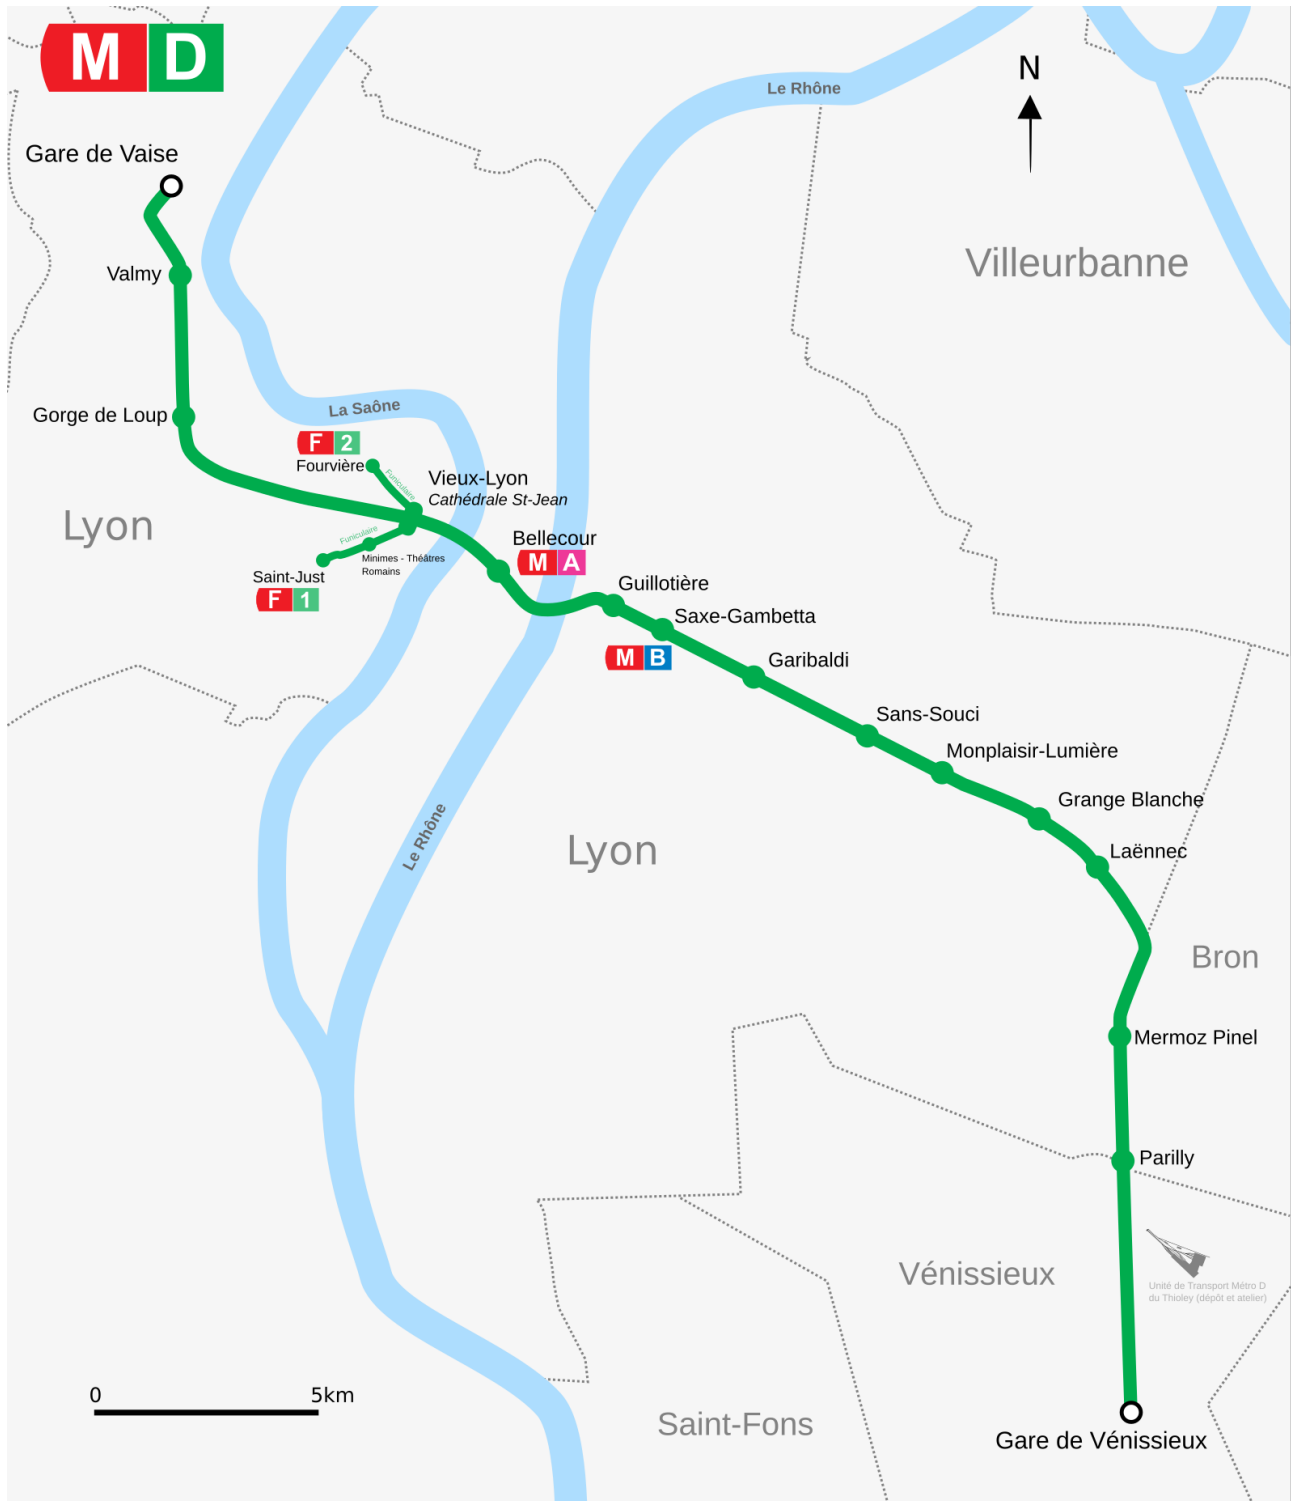 M D
Le Rhône
N
Gare de Vaise
Villeurbanne
Valmy
La Saône
Gorge de Loup
F 2
Fourvière
Funiculaire
Vieux-Lyon
Cathédrale St-Jean
Lyon
Funiculaire
Bellecour
M A
Minimes - Théâtres
Romains
Saint-Just
F 1
Guillotière
Saxe-Gambetta
M B
Garibaldi
Sans-Souci
Monplaisir-Lumière
Grange Blanche
Le Rhône
Lyon
Laënnec
Bron
Mermoz Pinel
Parilly
Vénissieux
Unité de Transport Métro D
du Thioley (dépôt et atelier)
0 5km
Saint-Fons
Gare de Vénissieux